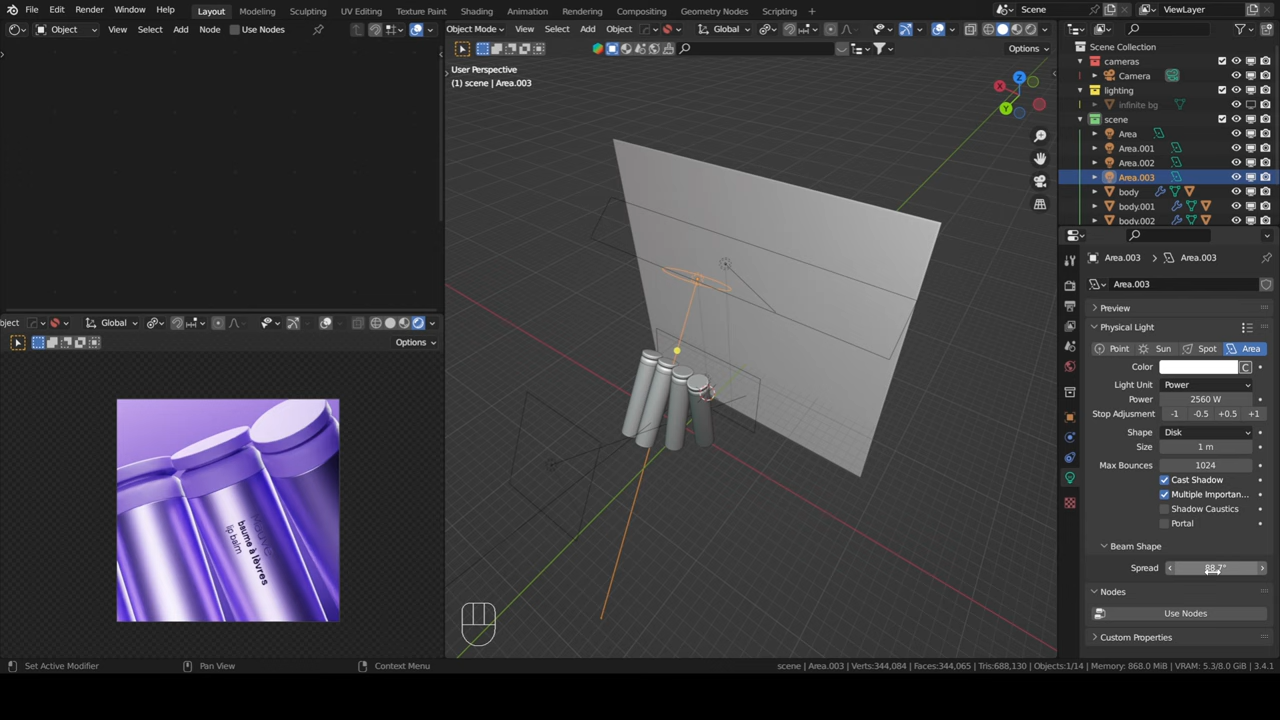 File Edit Render Window Help Layout Modeling Sculpting UV Editing Texture Paint Shading Animation Rendering Compositing Geometry Nodes Scripting Scene ViewLayer
Object View Select Add Node Use Nodes
Object Mode View Select Add Object Global
Options
User Perspective
(1) scene | Area.003
X
Y
Z
Scene Collection
cameras
Camera
lighting
infinite bg
scene
Area
Area.001
Area.002
Area.003
body
body.001
body.002
Area.003 > Area.003
Area.003
Preview
Physical Light
Point Sun Spot Area
Color C
Light Unit Power
Power 2560 W
Stop Adjustment -1 -0.5 +0.5 +1
Shape Disk
Size 1 m
Max Bounces 1024
Cast Shadow
Multiple Importan...
Shadow Caustics
Portal
Beam Shape
Spread 88.7°
Nodes
Use Nodes
Custom Properties
bject Global
Options
baume à lèvres
lip balm
Set Active Modifier Pan View Context Menu scene | Area.003 | Verts:344,084 | Faces:344,065 | Tris:688,130 | Objects:1/14 | Memory: 868.0 MiB | VRAM: 5.3/8.0 GiB | 3.4.1